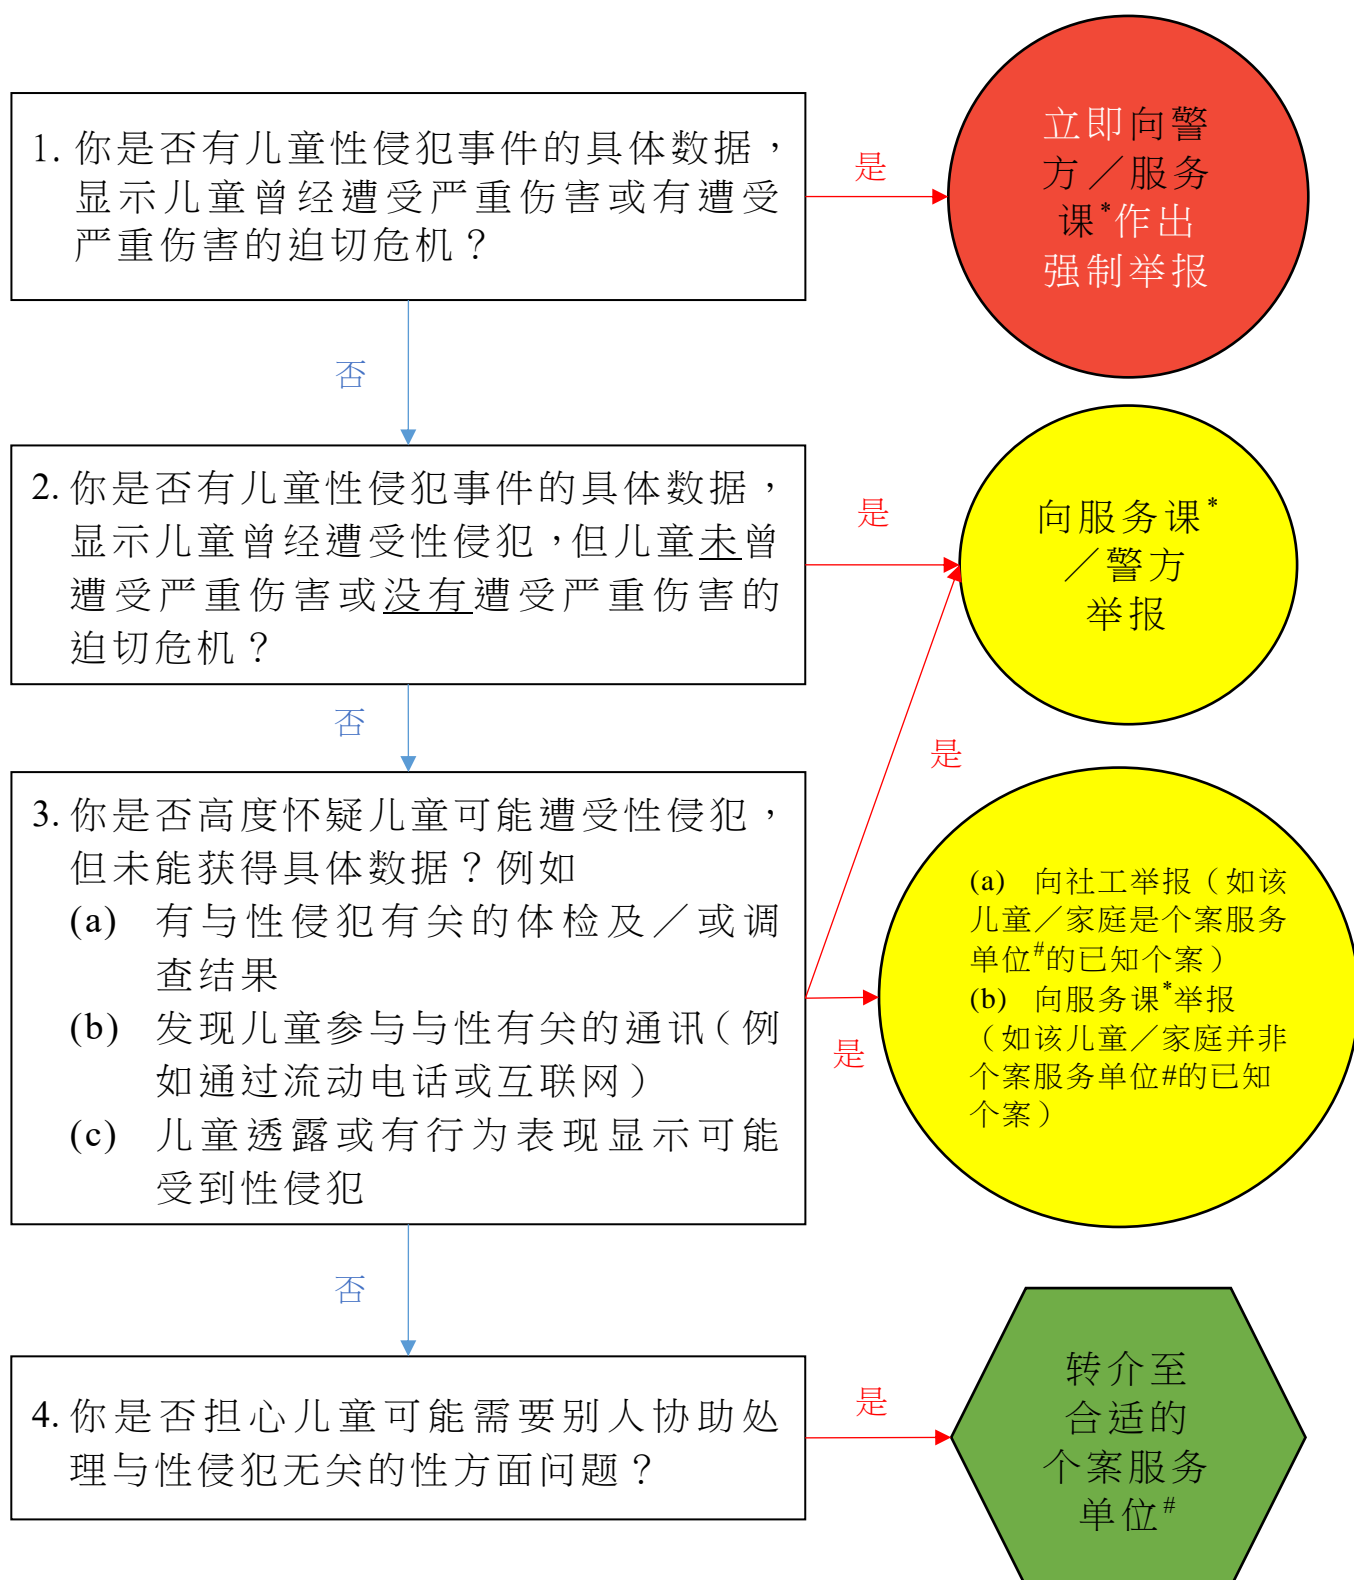 1. 你是否有儿童性侵犯事件的具体数据，
显示儿童曾经遭受严重伤害或有遭受
严重伤害的迫切危机？
是
立即向警
方／服务
课*作出
强制举报
否
2. 你是否有儿童性侵犯事件的具体数据，
显示儿童曾经遭受性侵犯，但儿童未曾
遭受严重伤害或没有遭受严重伤害的
迫切危机？
是
向服务课*
／警方
举报
否
是
3. 你是否高度怀疑儿童可能遭受性侵犯，
但未能获得具体数据？例如
(a) 有与性侵犯有关的体检及／或调
查结果
(b) 发现儿童参与与性有关的通讯（例
如通过流动电话或互联网）
(c) 儿童透露或有行为表现显示可能
受到性侵犯
是
(a) 向社工举报（如该
儿童／家庭是个案服务
单位#的已知个案）
(b) 向服务课*举报
（如该儿童／家庭并非
个案服务单位#的已知
个案）
否
4. 你是否担心儿童可能需要别人协助处
理与性侵犯无关的性方面问题？
是
转介至
合适的
个案服务
单位#